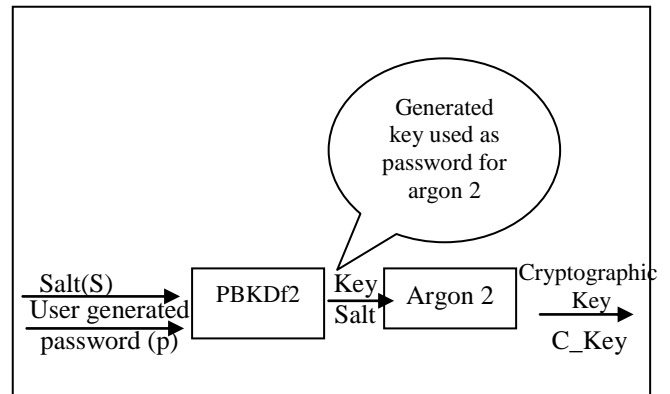 Generated
key used as
password for
argon 2
Salt(S)
User generated
password (p)
PBKDf2
Key
Salt
Argon 2
Cryptographic
Key
C_Key